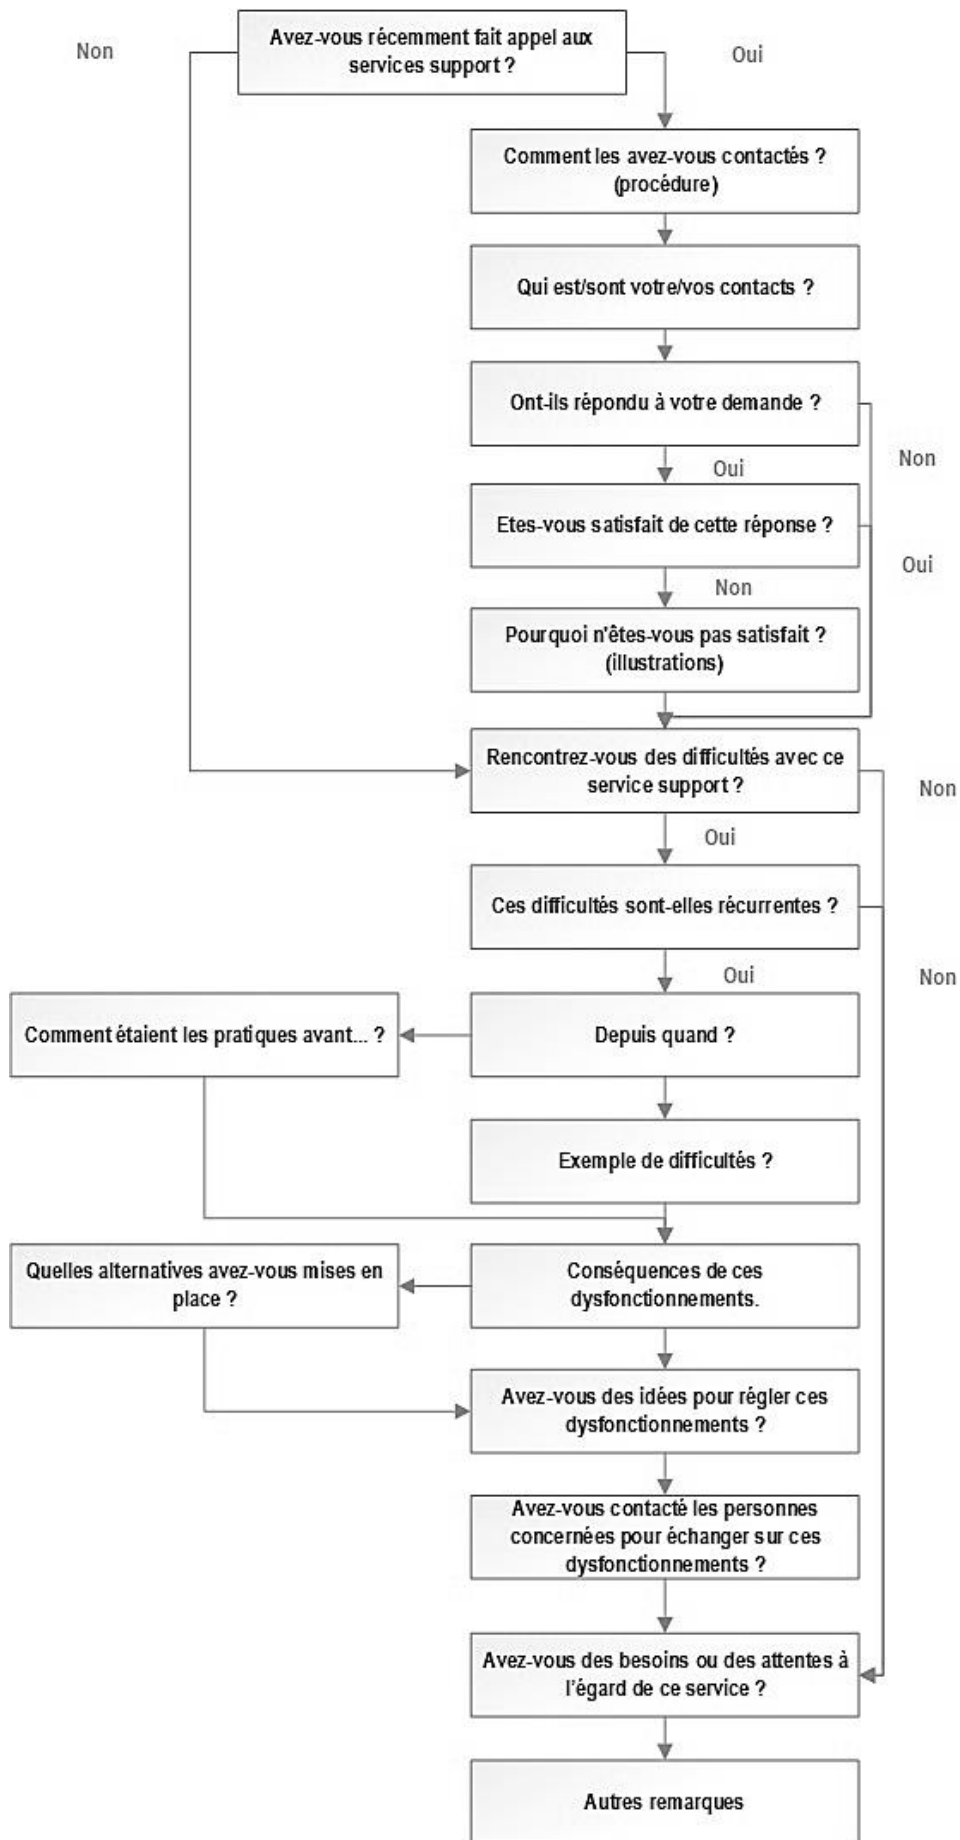 Non
Avez-vous récemment fait appel aux
services support ?
Oui
Comment les avez-vous contactés ?
(procédure)
Qui est/sont votre/vos contacts ?
Ont-ils répondu à votre demande ?
Non
Oui
Etes-vous satisfait de cette réponse ?
Oui
Non
Pourquoi n'êtes-vous pas satisfait ?
(illustrations)
Rencontrez-vous des difficultés avec ce
service support ?
Non
Oui
Ces difficultés sont-elles récurrentes ?
Oui
Non
Comment étaient les pratiques avant... ?
Depuis quand ?
Exemple de difficultés ?
Quelles alternatives avez-vous mises en
place ?
Conséquences de ces
dysfonctionnements.
Avez-vous des idées pour régler ces
dysfonctionnements ?
Avez-vous contacté les personnes
concernées pour échanger sur ces
dysfonctionnements ?
Avez-vous des besoins ou des attentes à
l'égard de ce service ?
Autres remarques